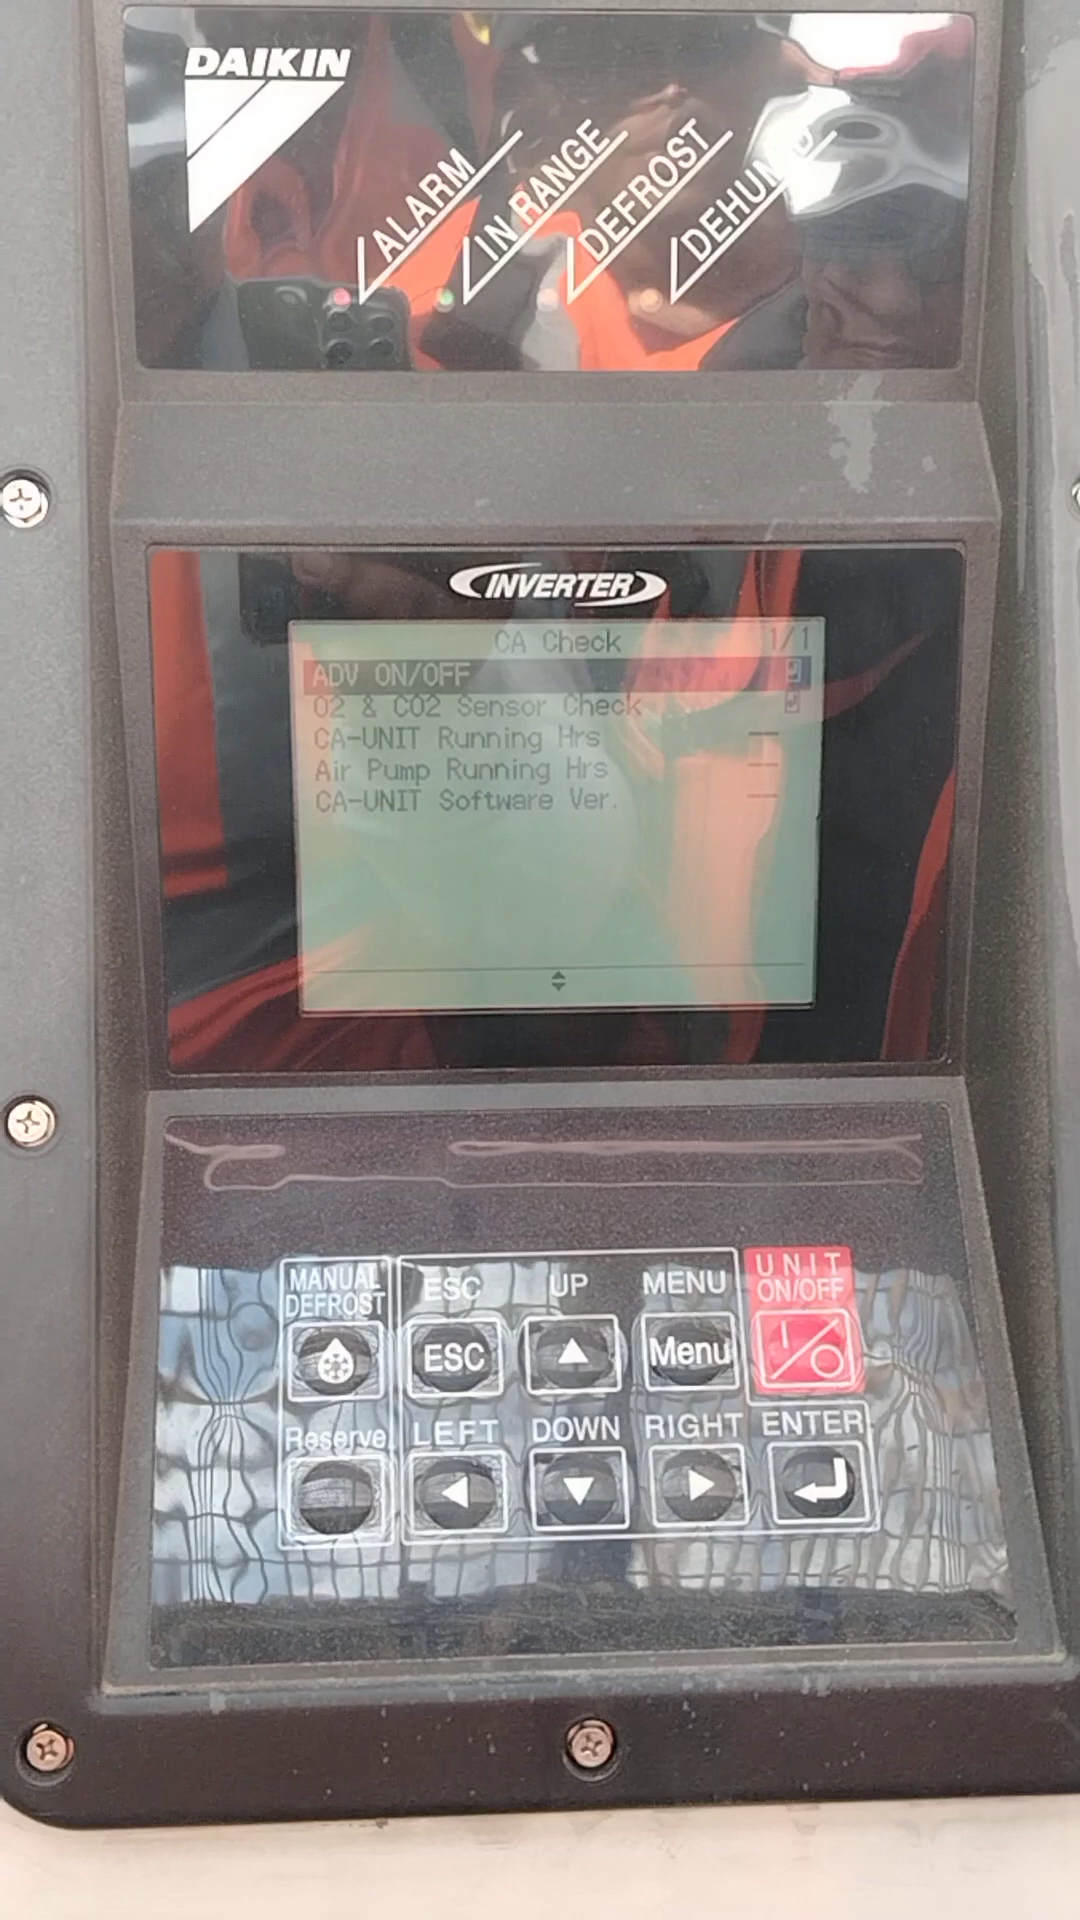 DAIKIN
ALARM
IN RANGE
DEFROST
INVERTER
CA Check 1/1
ADV ON/OFF
O2 & CO2 Sensor Check
CA-UNIT Running Hrs --
Air Pump Running Hrs --
CA-UNIT Software Ver. --
MANUAL DEFROST
ESC
UP
MENU
UNIT ON/OFF
ESC
Menu
Reserve
LEFT
DOWN
RIGHT
ENTER